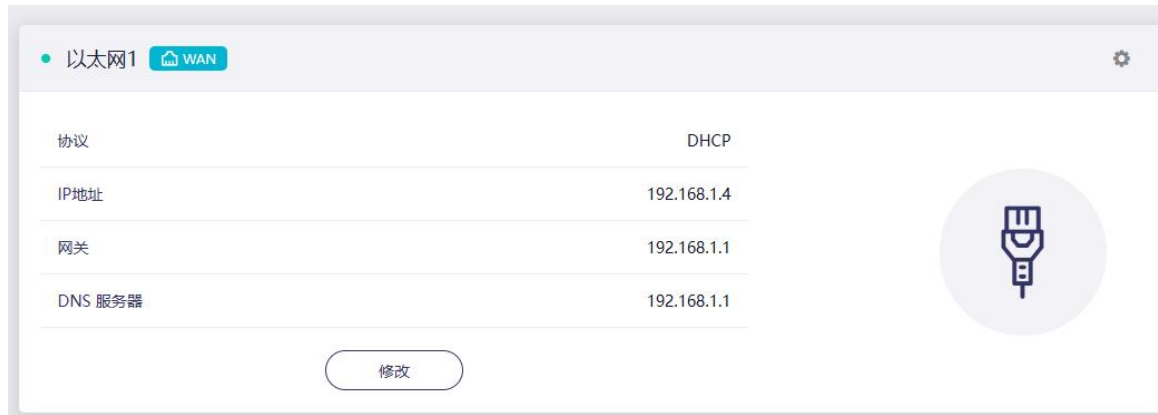 以太网1 WAN
协议 DHCP
IP地址 192.168.1.4
网关 192.168.1.1
DNS 服务器 192.168.1.1
修改